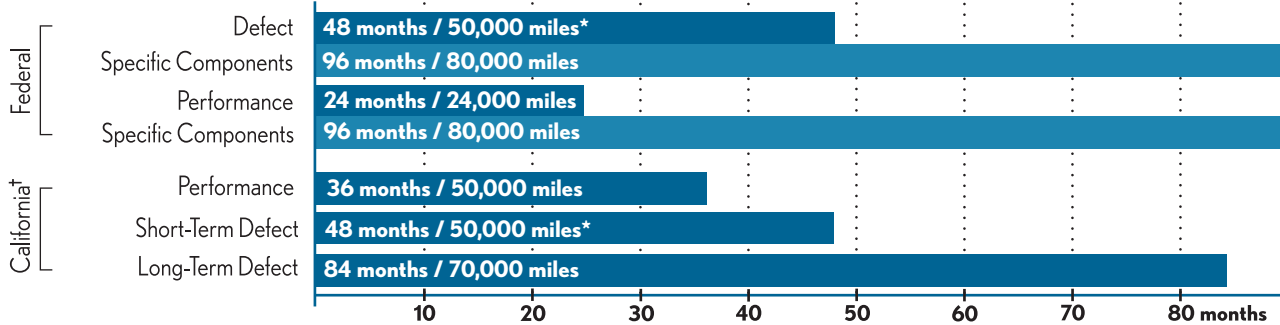 Federal
Defect 48 months / 50,000 miles*
Specific Components 96 months / 80,000 miles
Performance 24 months / 24,000 miles
Specific Components 96 months / 80,000 miles
California†
Performance 36 months / 50,000 miles
Short-Term Defect 48 months / 50,000 miles*
Long-Term Defect 84 months / 70,000 miles
10 20 30 40 50 60 70 80 months